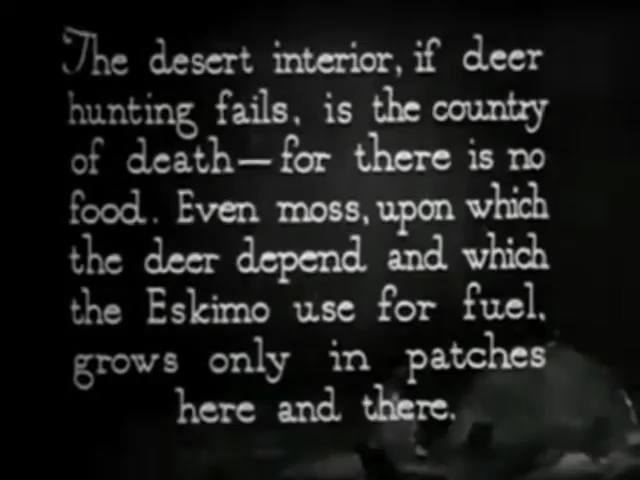 The desert interior, if deer
hunting fails, is the country
of death—for there is no
food. Even moss, upon which
the deer depend and which
the Eskimo use for fuel,
grows only in patches
here and there.